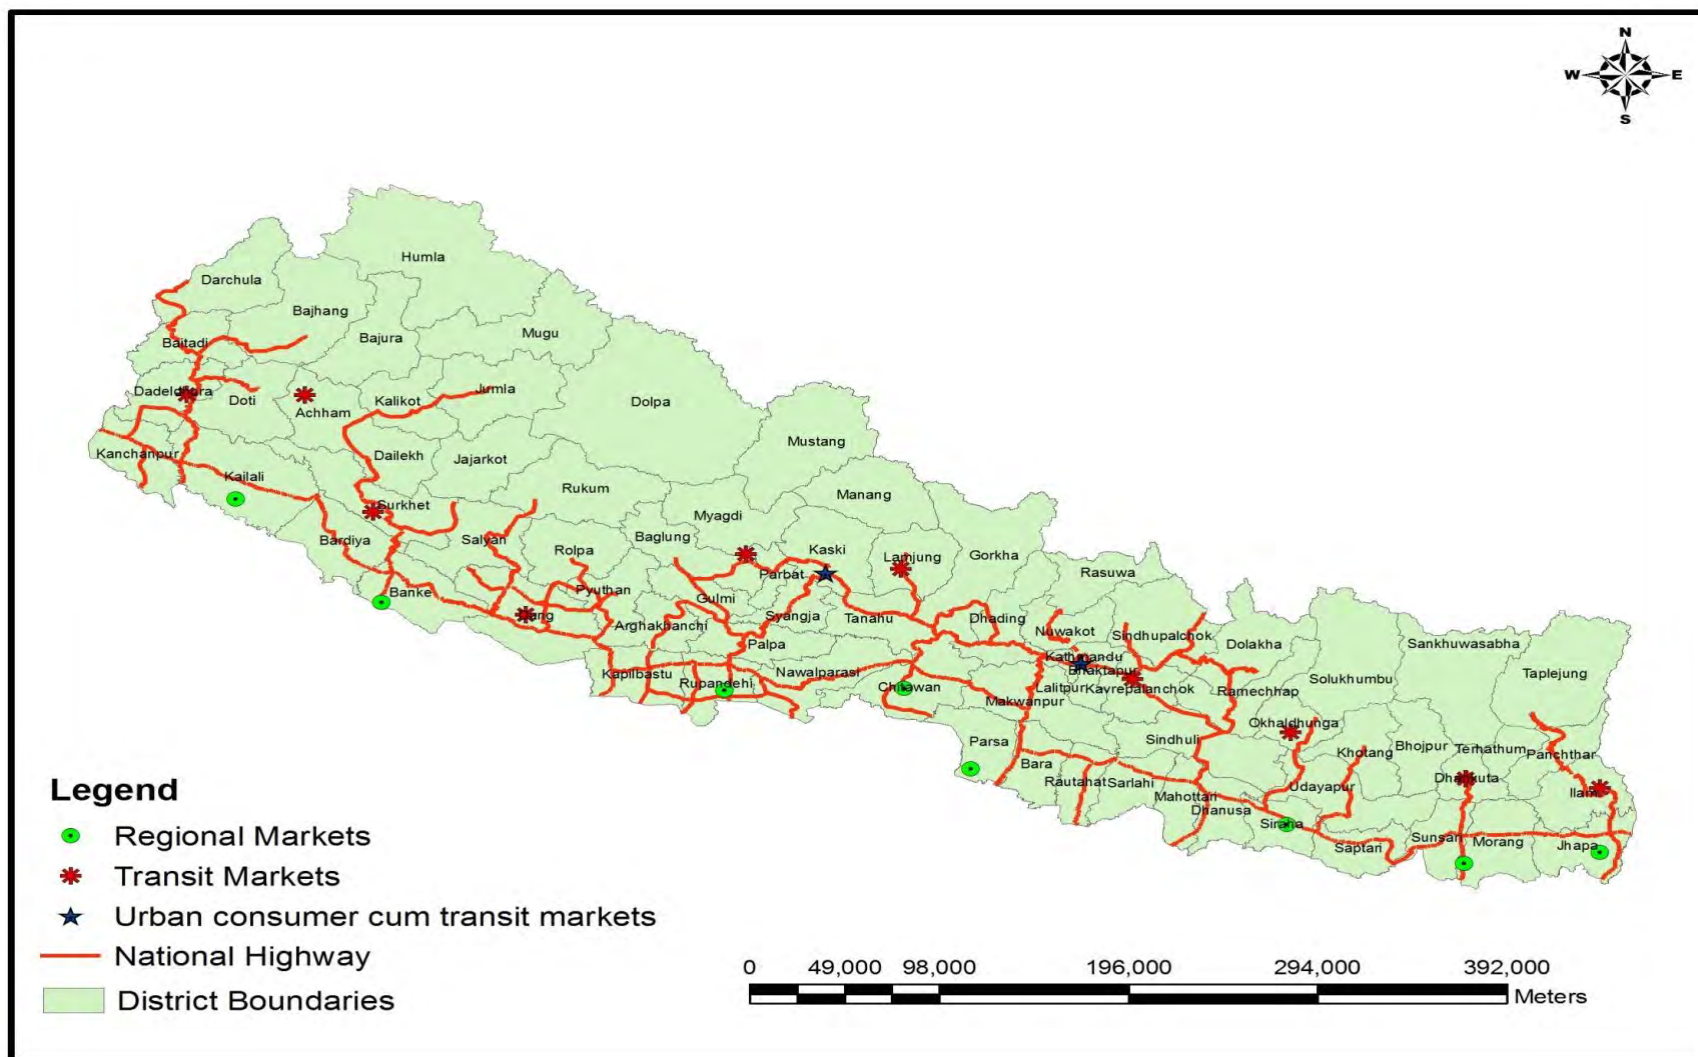 N
W E
S
Humla
Darchula
Bajhang
Mugu
Bajura
Baitadi
Dadeldhura
Doti
Achham
Kalikot
Jumla
Dolpa
Mustang
Kanchanpur
Dailekh
Jajarkot
Kailali
Rukum
Manang
Surkhet
Myagdi
Salyan
Bardiya
Baglung
Rolpa
Kaski
Lamjung
Gorkha
Parbat
Rasuwa
Banke
Pyuthan
Gulmi
Dang
Syangja
Tanahu
Dhading
Arghakhanchi
Nuwakot
Sindhupalchok
Dolakha
Sankhuwasabha
Palpa
Kathmandu
Bhaktapur
Kapilbastu
Rupandehi
Nawalparasi
Solukhumbu
Taplejung
Chitawan
Lalitpur
Kavrepalanchok
Ramechhap
Makwanpur
Okhaldhunga
Parsa
Sindhuli
Khotang
Bhojpur
Terhathum
Panchthar
Bara
Dhankuta
Rautahat
Sarlahi
Udayapur
Ilam
Mahottari
Dhanusa
Siraha
Saptari
Sunsari
Morang
Jhapa
Legend
Regional Markets
Transit Markets
Urban consumer cum transit markets
National Highway
District Boundaries
0 49,000 98,000 196,000 294,000 392,000
Meters